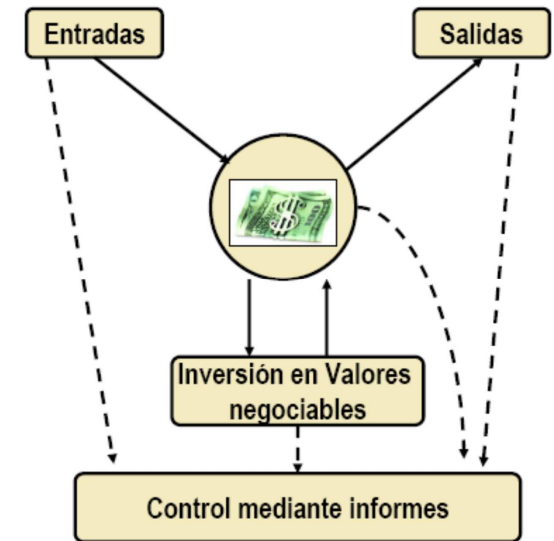 Entradas
Salidas
$
Inversión en Valores
negociables
Control mediante informes